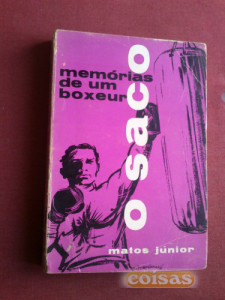 memórias
de um
boxeur
o saco
matos júnior
coisas